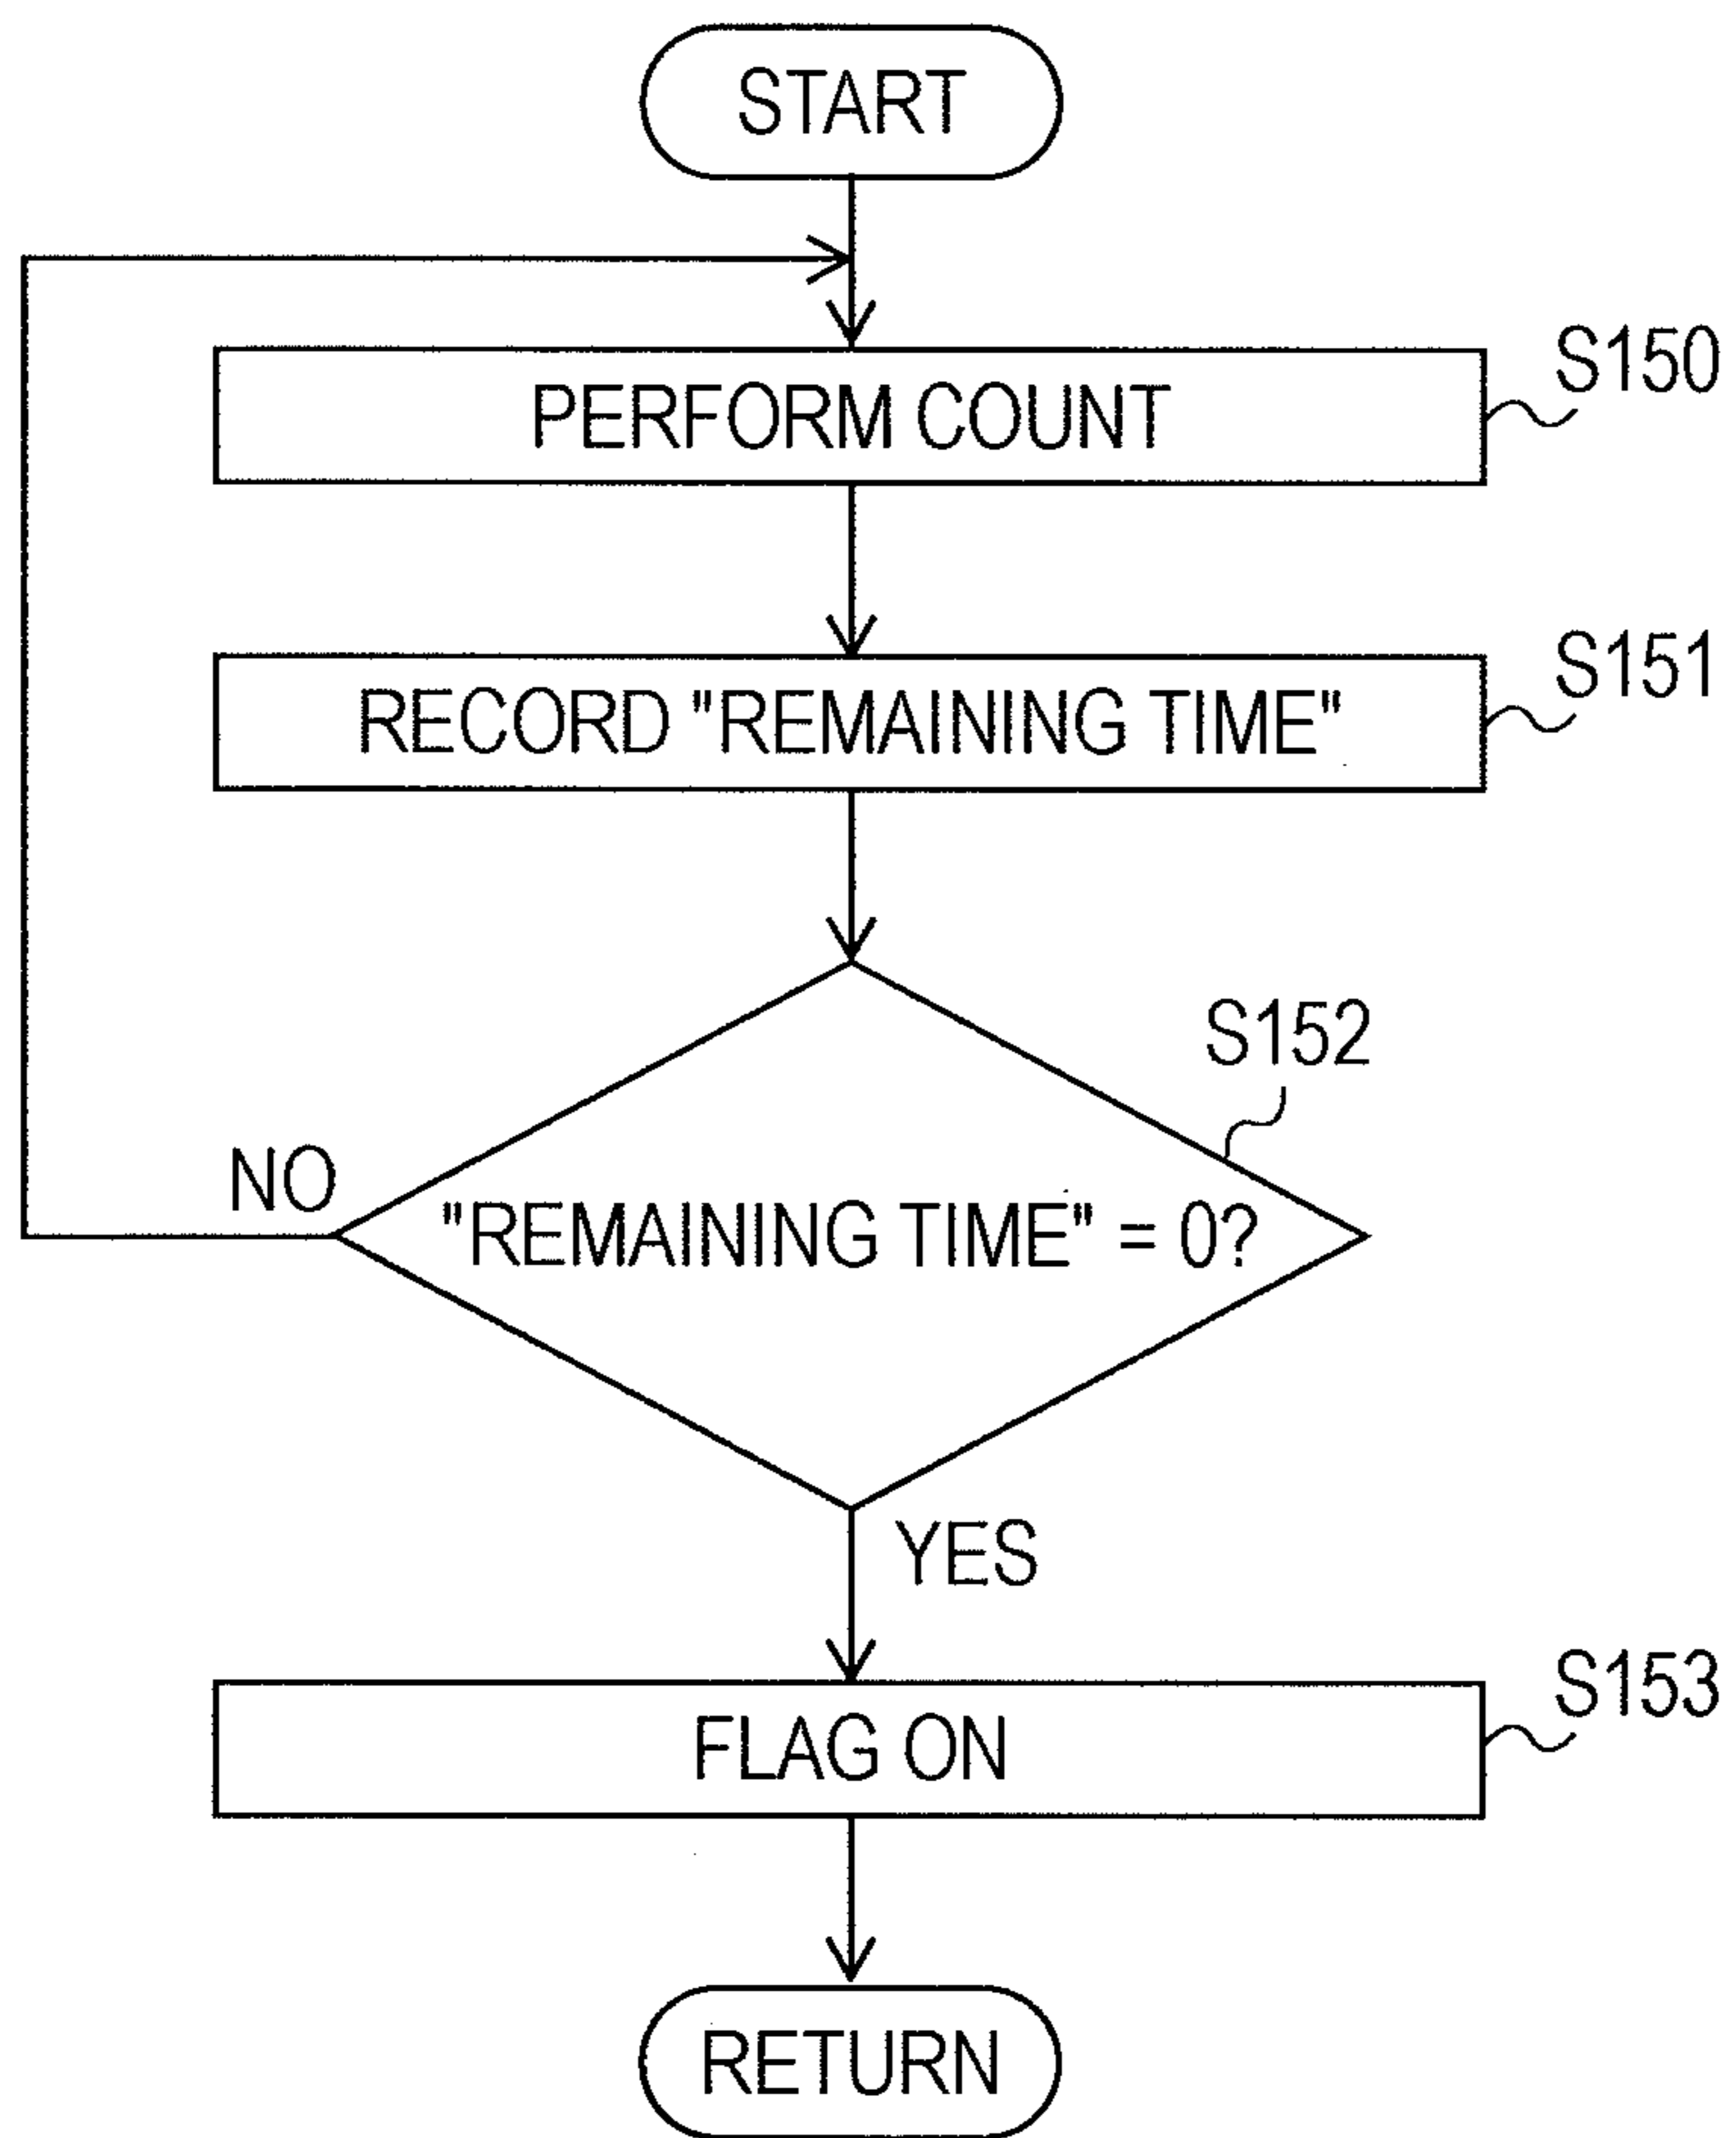 START
PERFORM COUNT
S150
RECORD "REMAINING TIME"
S151
S152
NO
"REMAINING TIME" = 0?
YES
FLAG ON
S153
RETURN